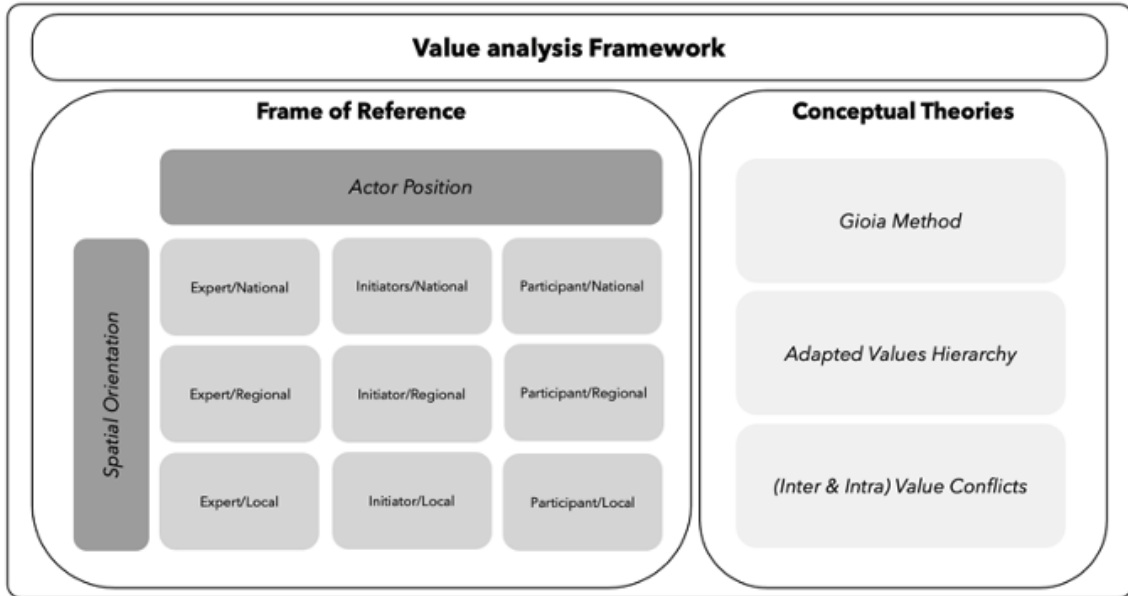 Value analysis Framework
Frame of Reference
Actor Position
Spatial Orientation
Expert/National
Initiators/National
Participant/National
Expert/Regional
Initiator/Regional
Participant/Regional
Expert/Local
Initiator/Local
Participant/Local
Conceptual Theories
Gioia Method
Adapted Values Hierarchy
(Inter & Intra) Value Conflicts